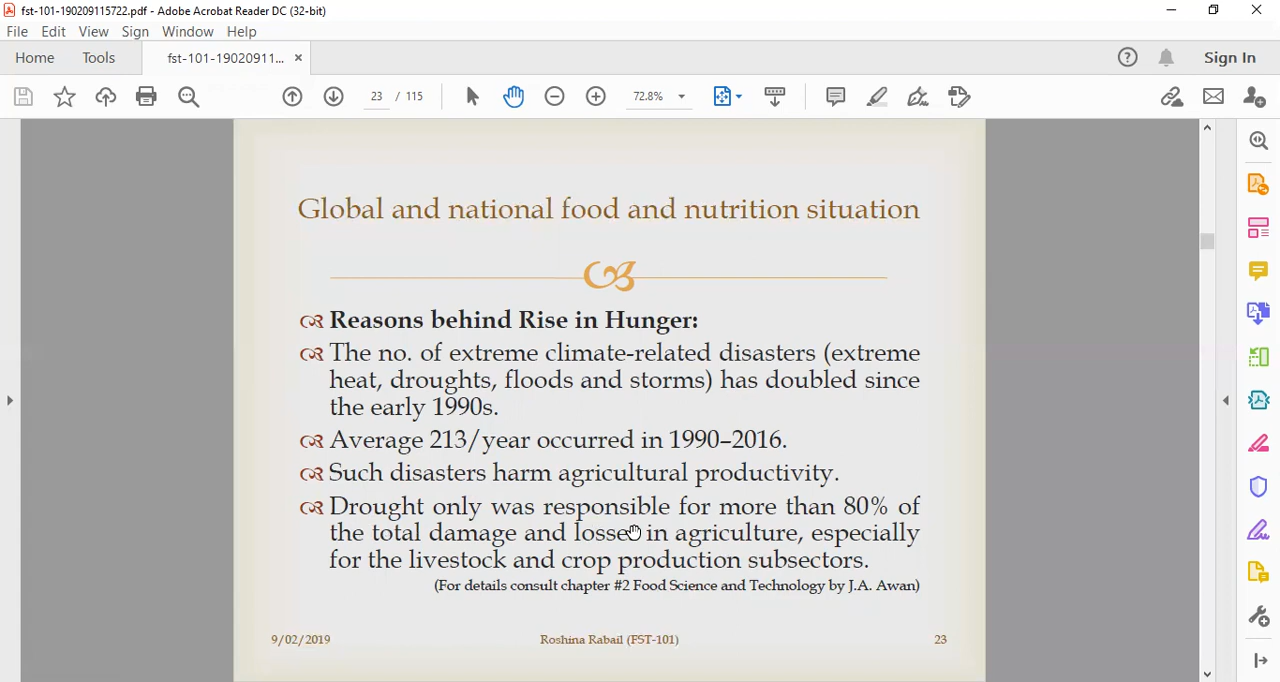 fst-101-190209115722.pdf - Adobe Acrobat Reader DC (32-bit)
File Edit View Sign Window Help
Home Tools fst-101-19020911... × Sign In
23 / 115 72.8%
Global and national food and nutrition situation
Reasons behind Rise in Hunger:
The no. of extreme climate-related disasters (extreme
heat, droughts, floods and storms) has doubled since
the early 1990s.
Average 213/year occurred in 1990–2016.
Such disasters harm agricultural productivity.
Drought only was responsible for more than 80% of
the total damage and losses in agriculture, especially
for the livestock and crop production subsectors.
(For details consult chapter #2 Food Science and Technology by J.A. Awan)
9/02/2019 Roshina Rabail (FST-101) 23